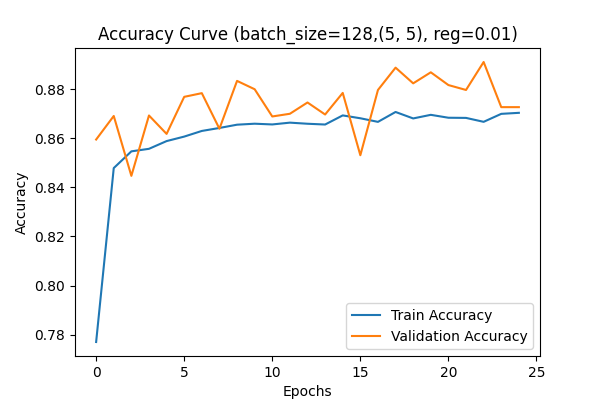 Accuracy Curve (batch_size=128,(5, 5), reg=0.01)
Accuracy
0.88
0.86
0.84
0.82
0.80
0.78
Train Accuracy
Validation Accuracy
0 5 10 15 20 25
Epochs